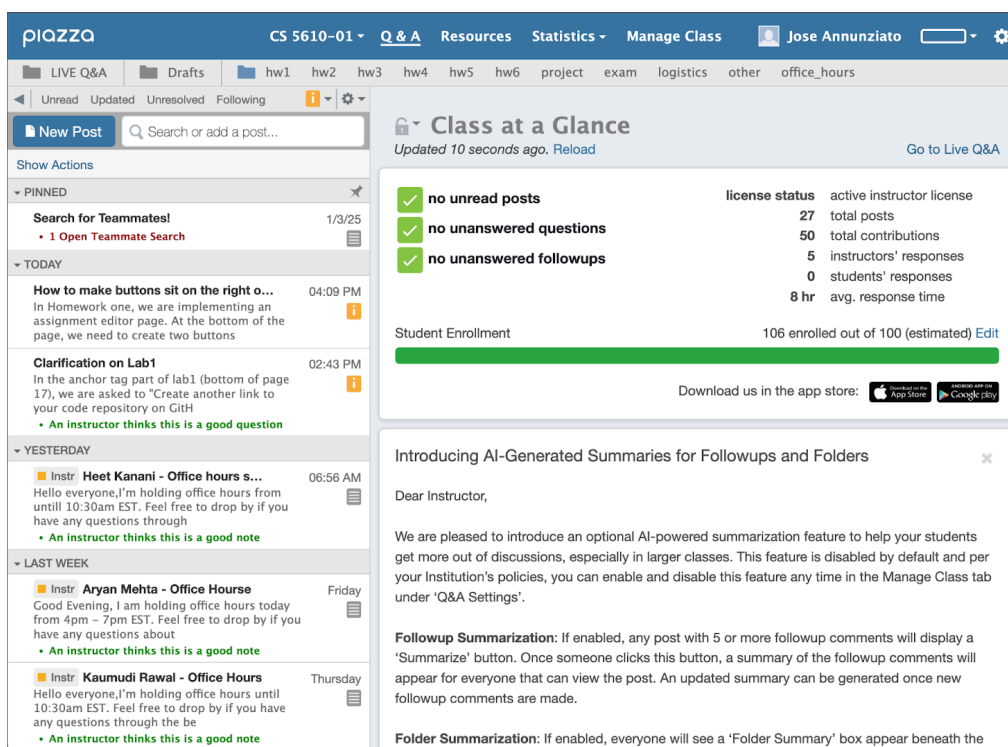 piazza
CS 5610-01
Q & A
Resources
Statistics
Manage Class
Jose Annunziato
LIVE Q&A
Drafts
hw1
hw2
hw3
hw4
hw5
hw6
project
exam
logistics
other
office_hours
Unread
Updated
Unresolved
Following
New Post
Search or add a post...
Show Actions
PINNED
Search for Teammates!
1/3/25
• 1 Open Teammate Search
TODAY
How to make buttons sit on the right o...
04:09 PM
In Homework one, we are implementing an
assignment editor page. At the bottom of the
page, we need to create two buttons
Clarification on Lab1
02:43 PM
In the anchor tag part of lab1 (bottom of page
17), we are asked to "Create another link to
your code repository on GitH
• An instructor thinks this is a good question
YESTERDAY
Instr Heet Kanani - Office hours s...
06:56 AM
Hello everyone,I'm holding office hours from
untill 10:30am EST. Feel free to drop by if you
have any questions through
• An instructor thinks this is a good note
LAST WEEK
Instr Aryan Mehta - Office Hourse
Friday
Good Evening, I am holding office hours today
from 4pm – 7pm EST. Feel free to drop by if you
have any questions about
• An instructor thinks this is a good note
Instr Kaumudi Rawal - Office Hours
Thursday
Hello everyone,I'm holding office hours until
10:30am EST. Feel free to drop by if you have
any questions through the be
• An instructor thinks this is a good note
Class at a Glance
Updated 10 seconds ago. Reload
Go to Live Q&A
no unread posts
no unanswered questions
no unanswered followups
license status active instructor license
27 total posts
50 total contributions
5 instructors' responses
0 students' responses
8 hr avg. response time
Student Enrollment
106 enrolled out of 100 (estimated) Edit
Download us in the app store:
Download on the
App Store
ANDROID APP ON
Google play
Introducing AI-Generated Summaries for Followups and Folders
Dear Instructor,
We are pleased to introduce an optional AI-powered summarization feature to help your students
get more out of discussions, especially in larger classes. This feature is disabled by default and per
your Institution's policies, you can enable and disable this feature any time in the Manage Class tab
under ‘Q&A Settings’.
Followup Summarization: If enabled, any post with 5 or more followup comments will display a
‘Summarize’ button. Once someone clicks this button, a summary of the followup comments will
appear for everyone that can view the post. An updated summary can be generated once new
followup comments are made.
Folder Summarization: If enabled, everyone will see a ‘Folder Summary’ box appear beneath the